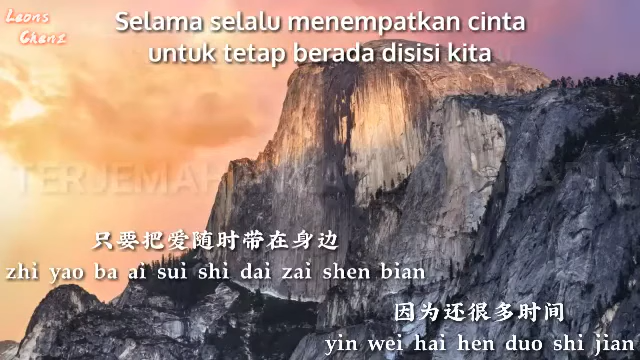 Leons
Chenz
Selama selalu menempatkan cinta
untuk tetap berada disisi kita
只要把爱随时带在身边
zhi yao ba ai sui shi dai zai shen bian
因为还很多时间
yin wei hai hen duo shi jian